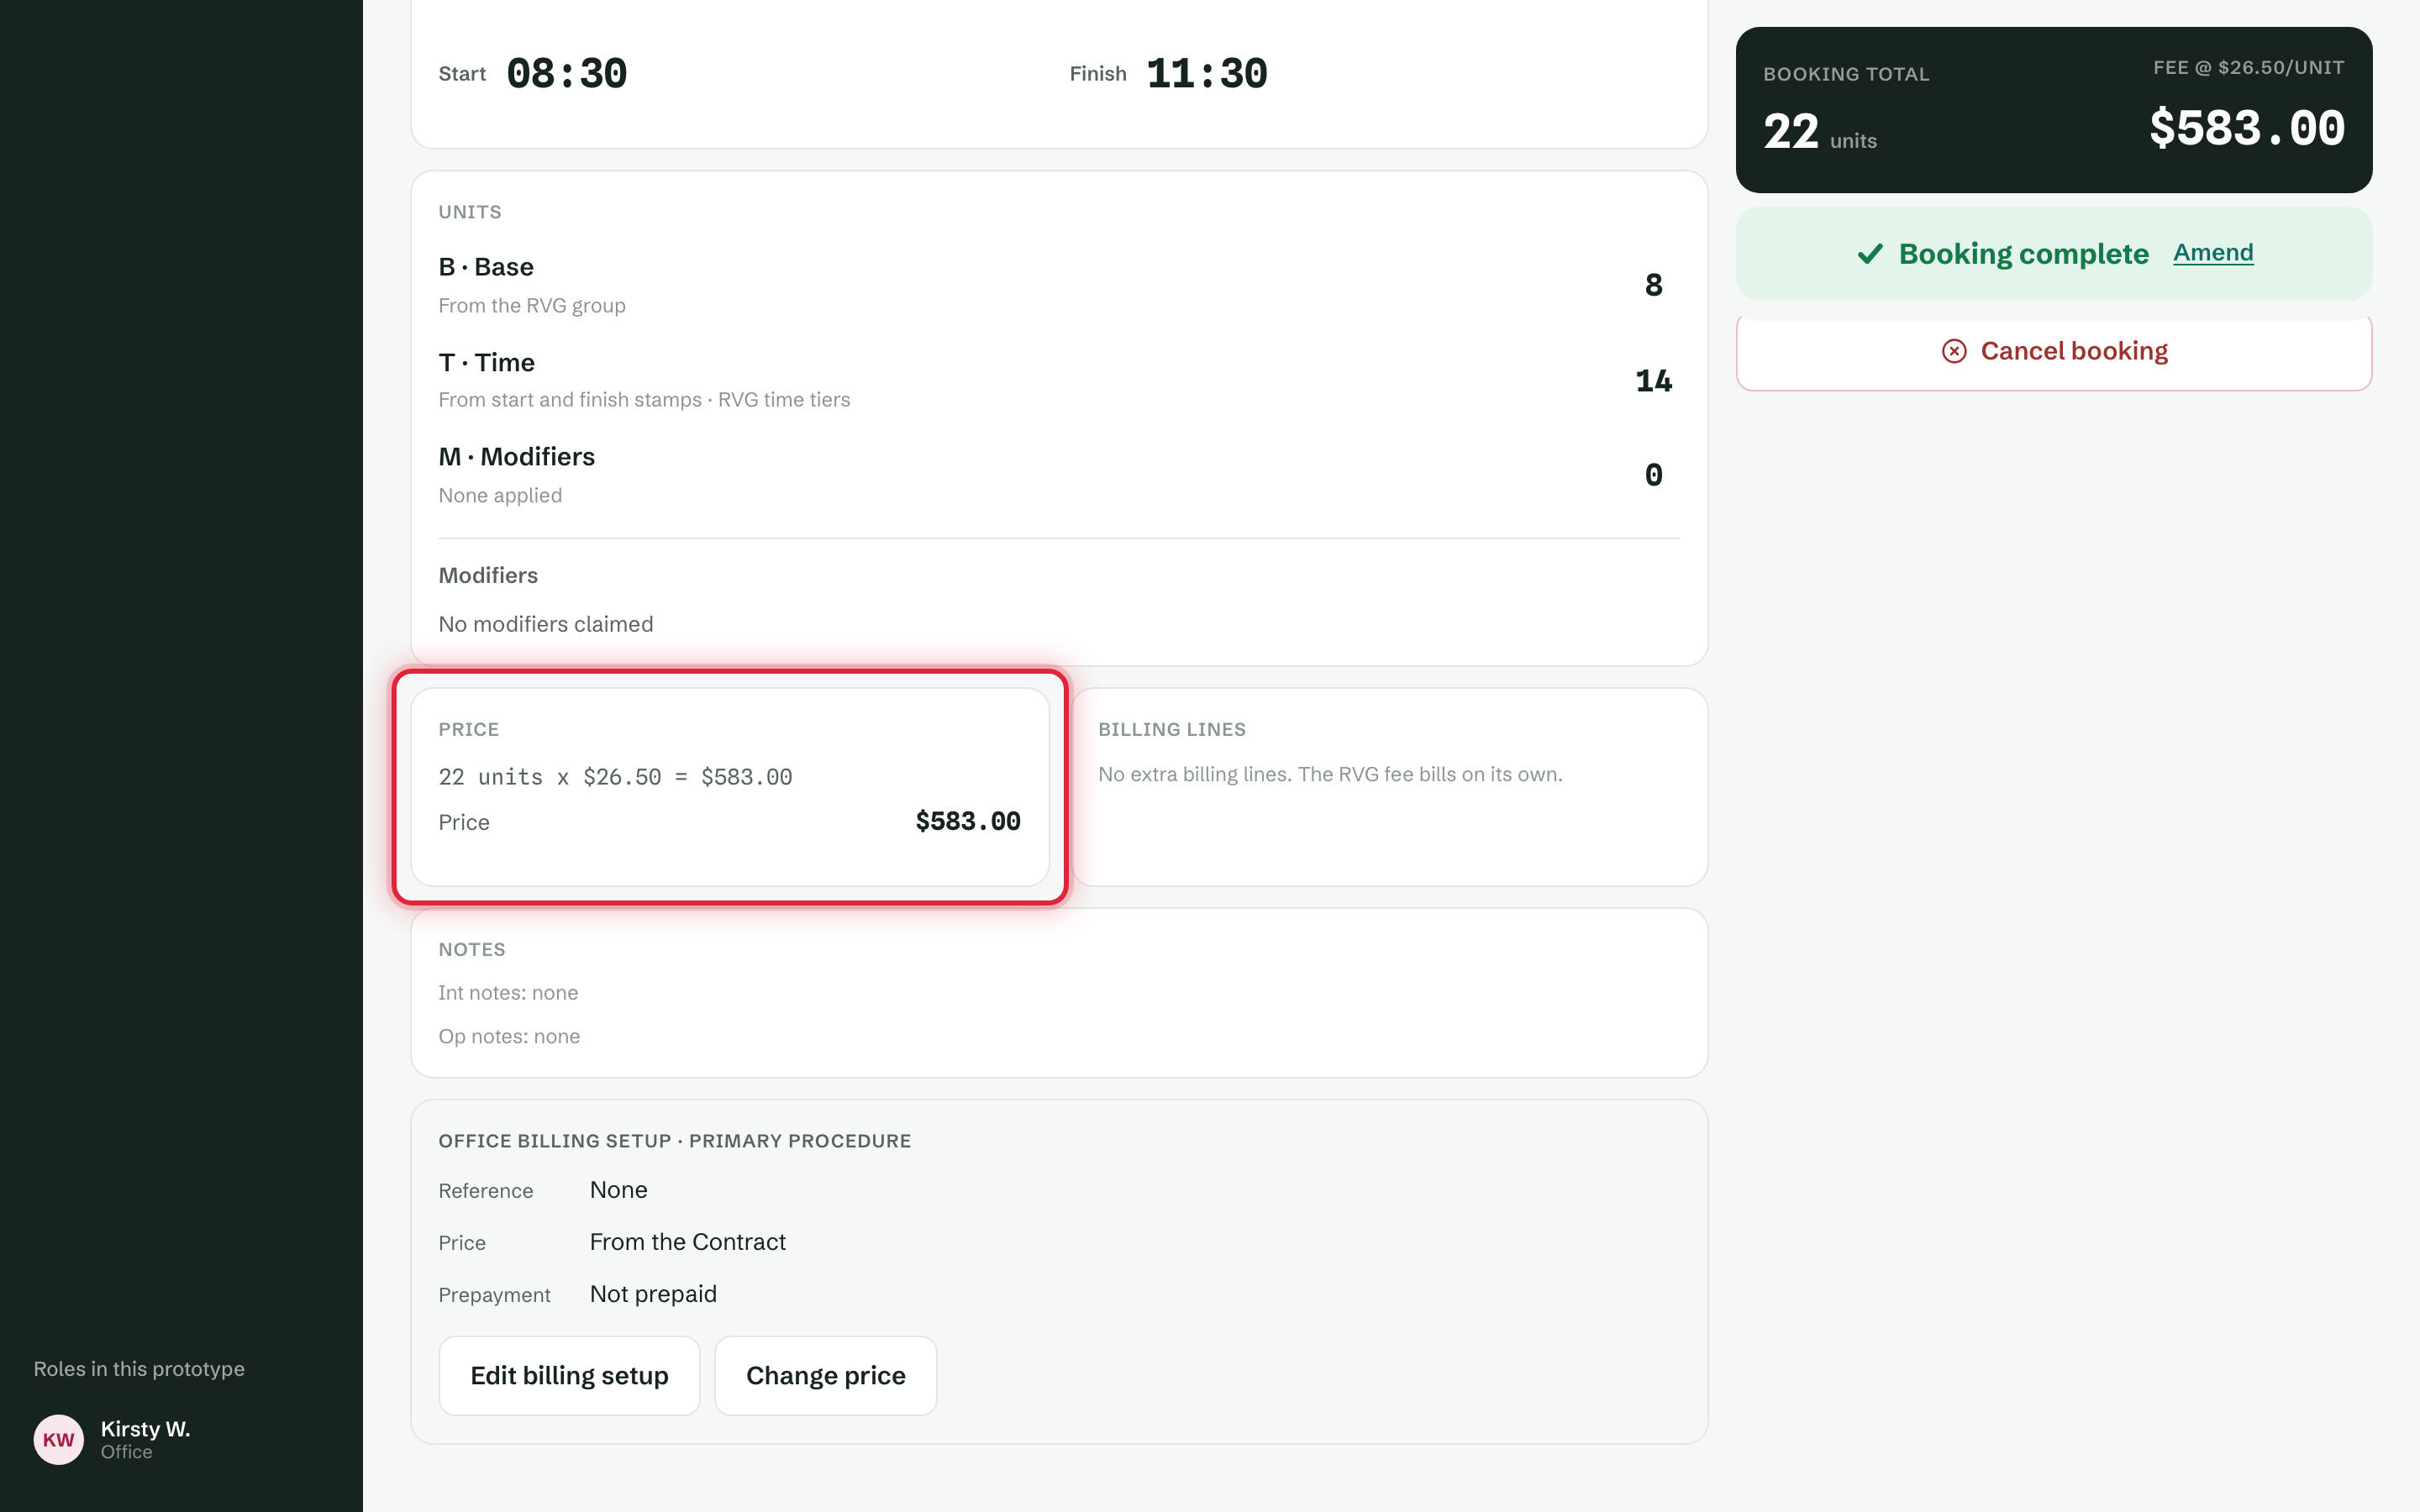 Start 08:30
Finish 11:30
UNITS
B · Base
From the RVG group
8
T · Time
From start and finish stamps · RVG time tiers
14
M · Modifiers
None applied
0
Modifiers
No modifiers claimed
PRICE
22 units x $26.50 = $583.00
Price $583.00
BILLING LINES
No extra billing lines. The RVG fee bills on its own.
NOTES
Int notes: none
Op notes: none
OFFICE BILLING SETUP · PRIMARY PROCEDURE
Reference None
Price From the Contract
Prepayment Not prepaid
Edit billing setup
Change price
BOOKING TOTAL
22 units
FEE @ $26.50/UNIT
$583.00
Booking complete Amend
Cancel booking
Roles in this prototype
KW
Kirsty W.
Office